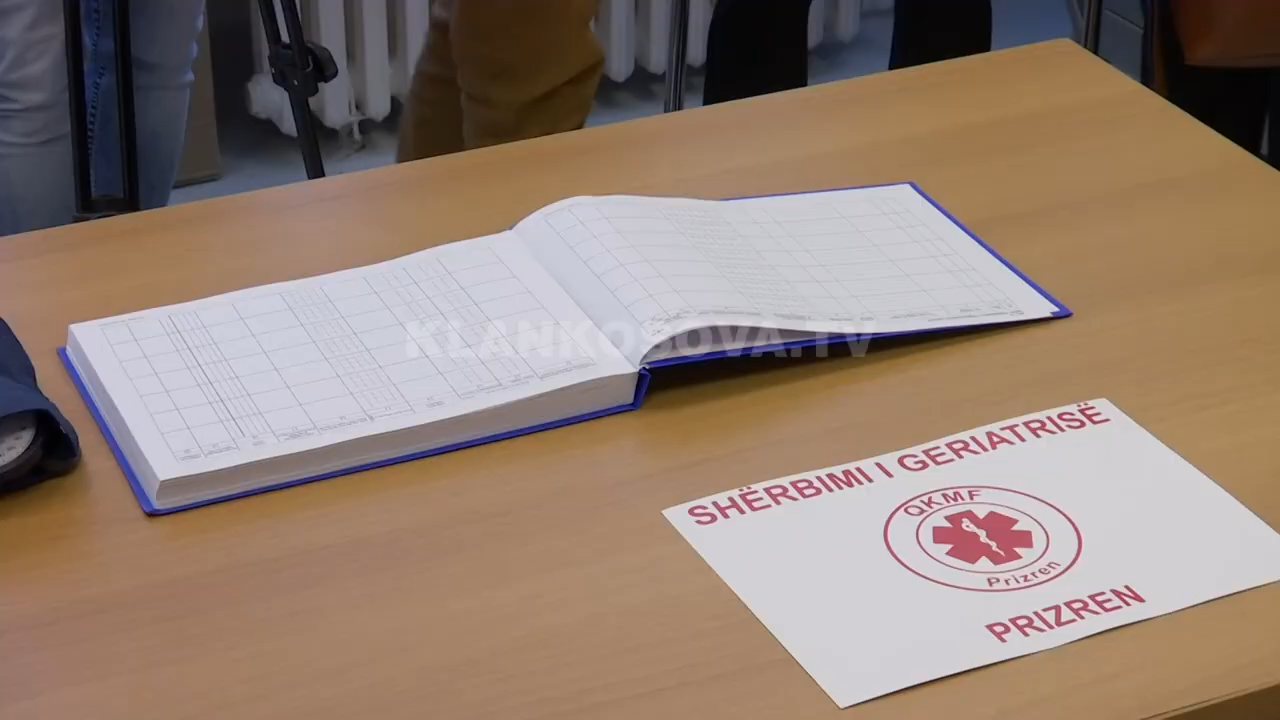 KLANKOSOVA.TV
SHËRBIMI I GERIATRISË
QKMF
Prizren
PRIZREN